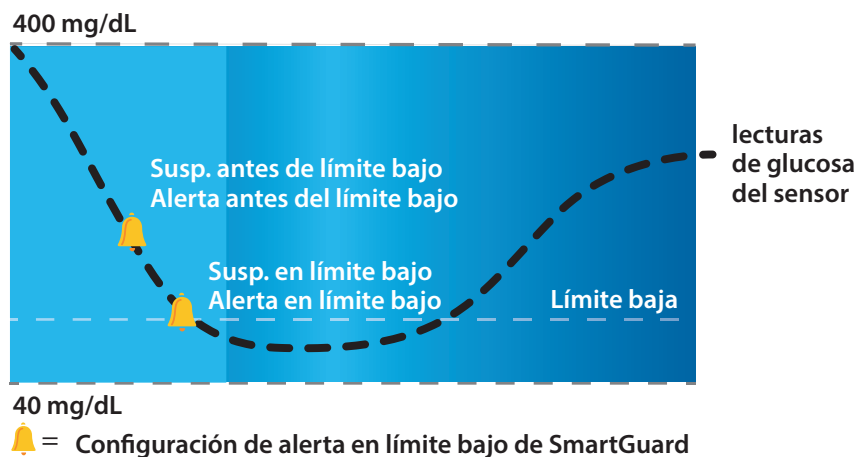 400 mg/dL
lecturas
de glucosa
del sensor
Susp. antes de límite bajo
Alerta antes del límite bajo
Susp. en límite bajo
Alerta en límite bajo
Límite baja
40 mg/dL
= Configuración de alerta en límite bajo de SmartGuard